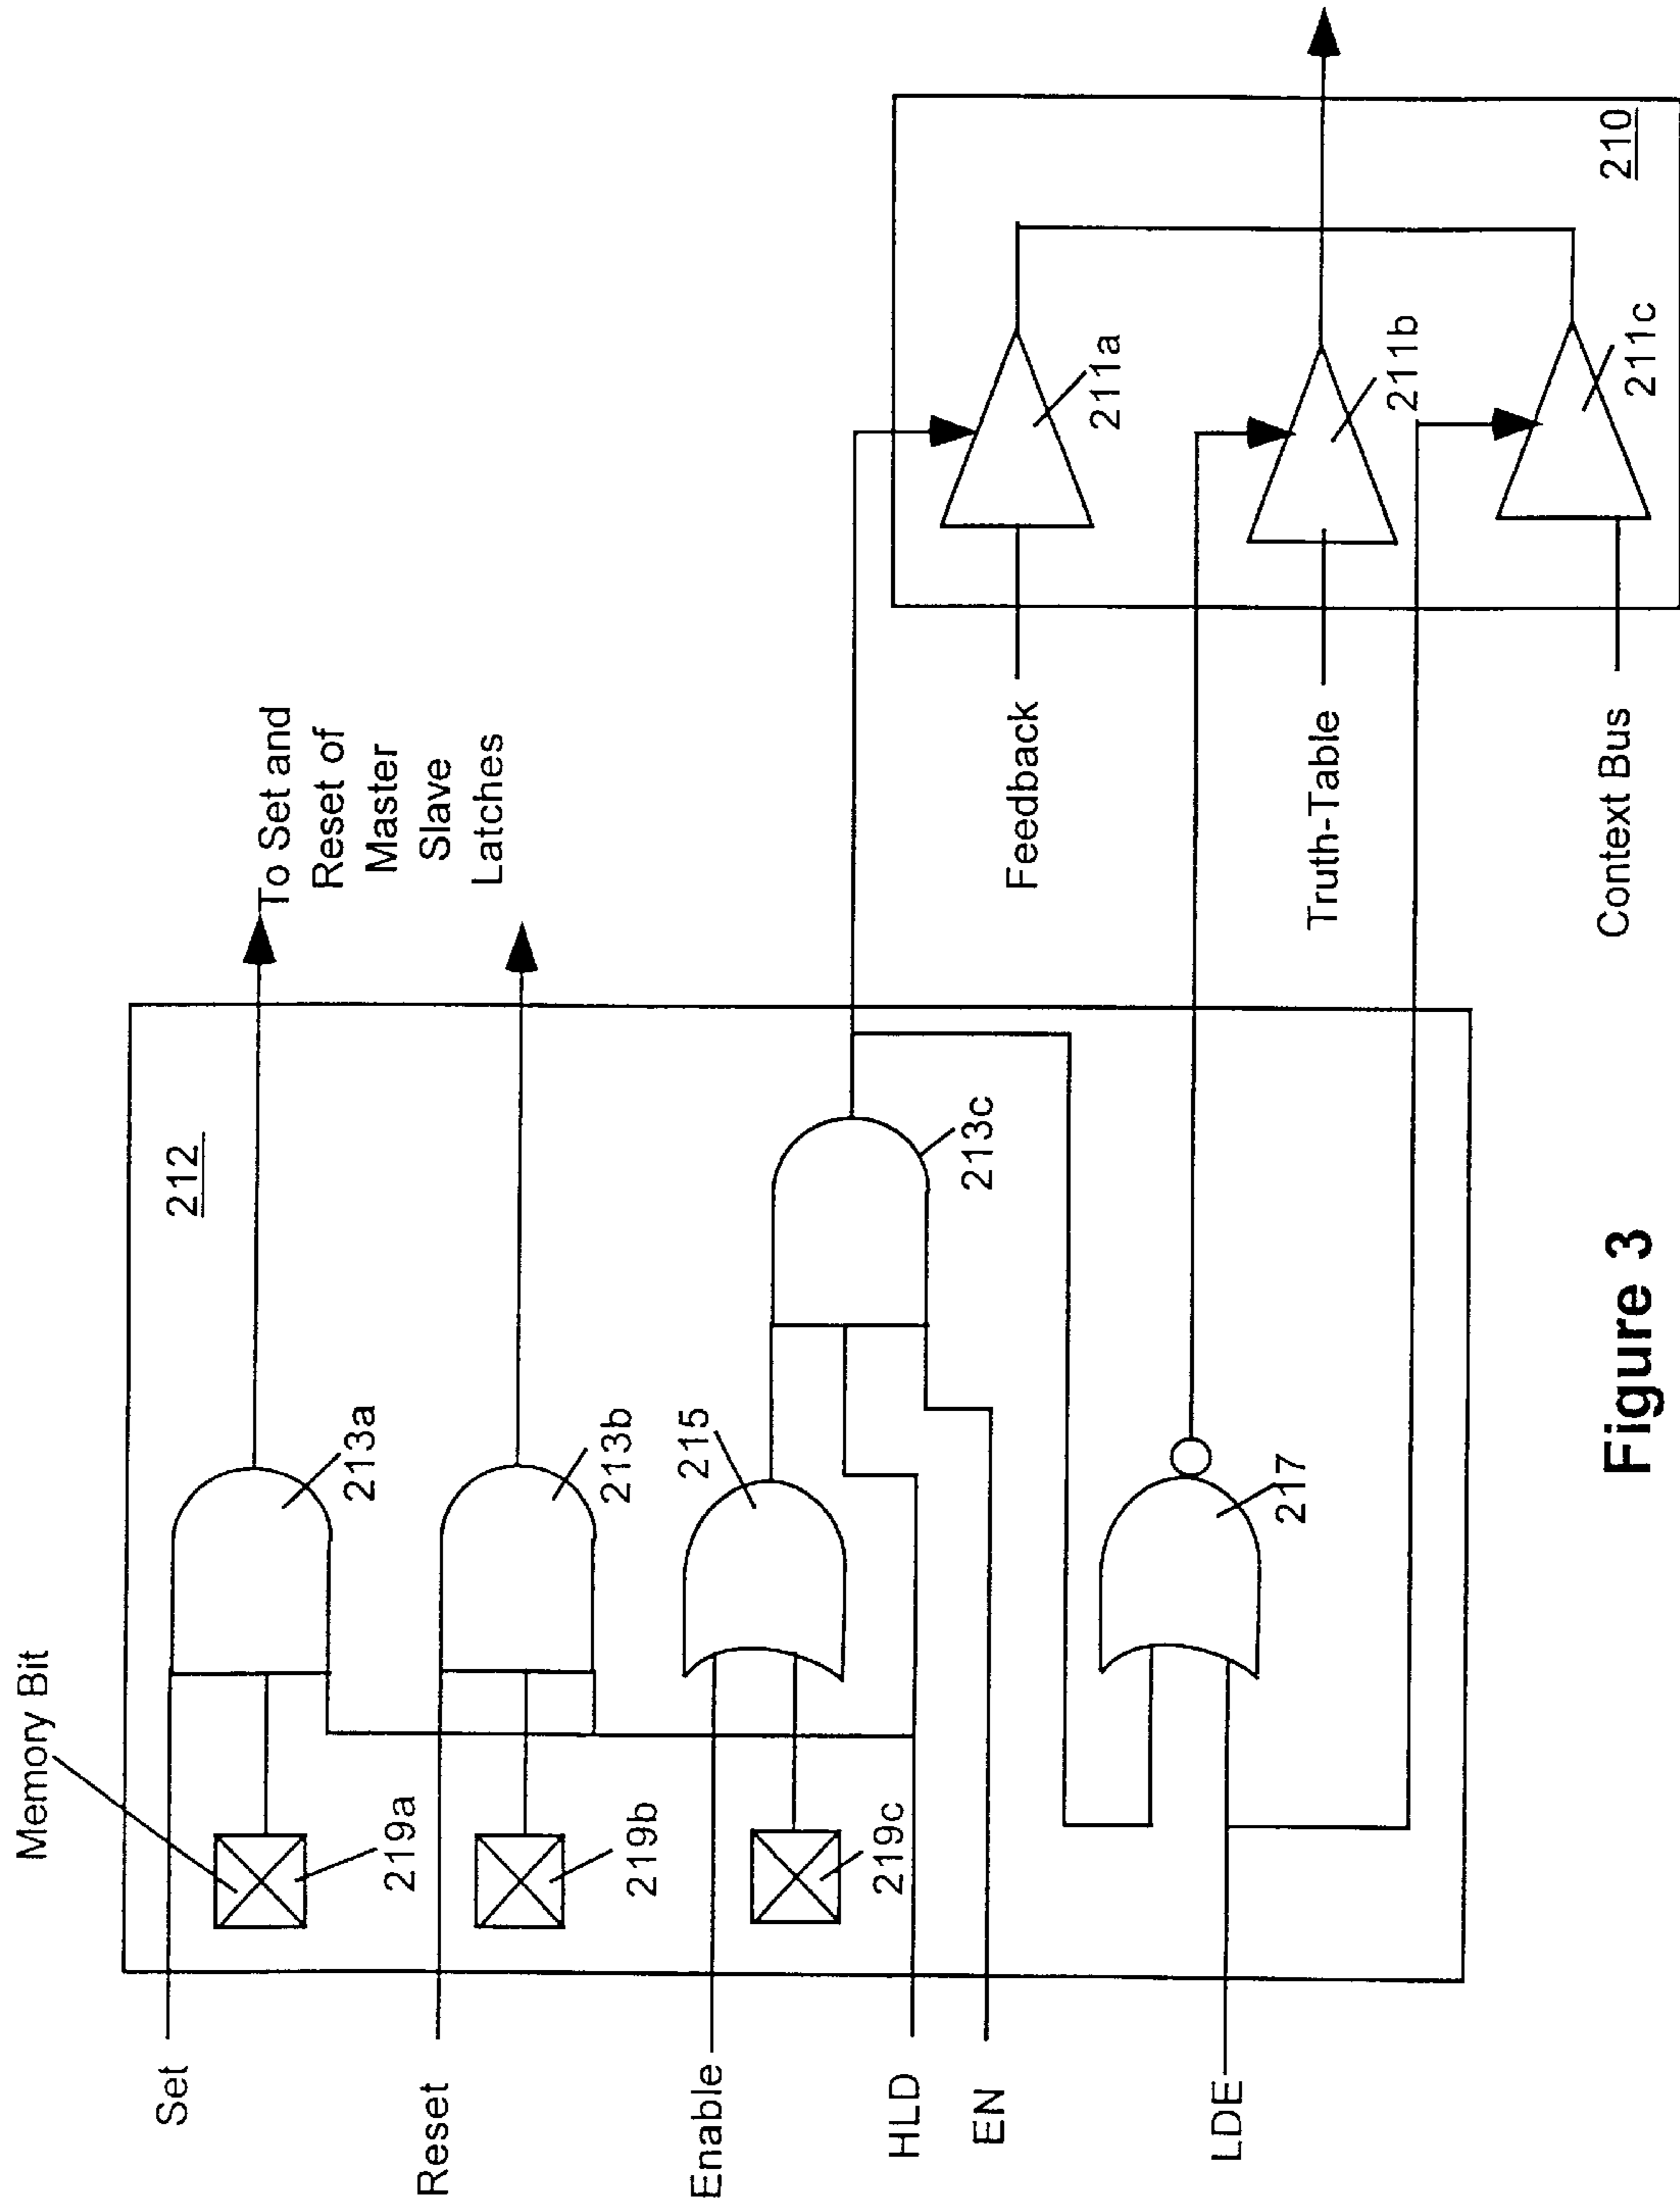 Memory Bit
Set
219a
213a
212
To Set and
Reset of
Master
Slave
Latches
Reset
219b
213b
Enable
219c
215
213c
HLD
EN
LDE
217
Feedback
211a
Truth-Table
211b
Context Bus
211c
210
Figure 3